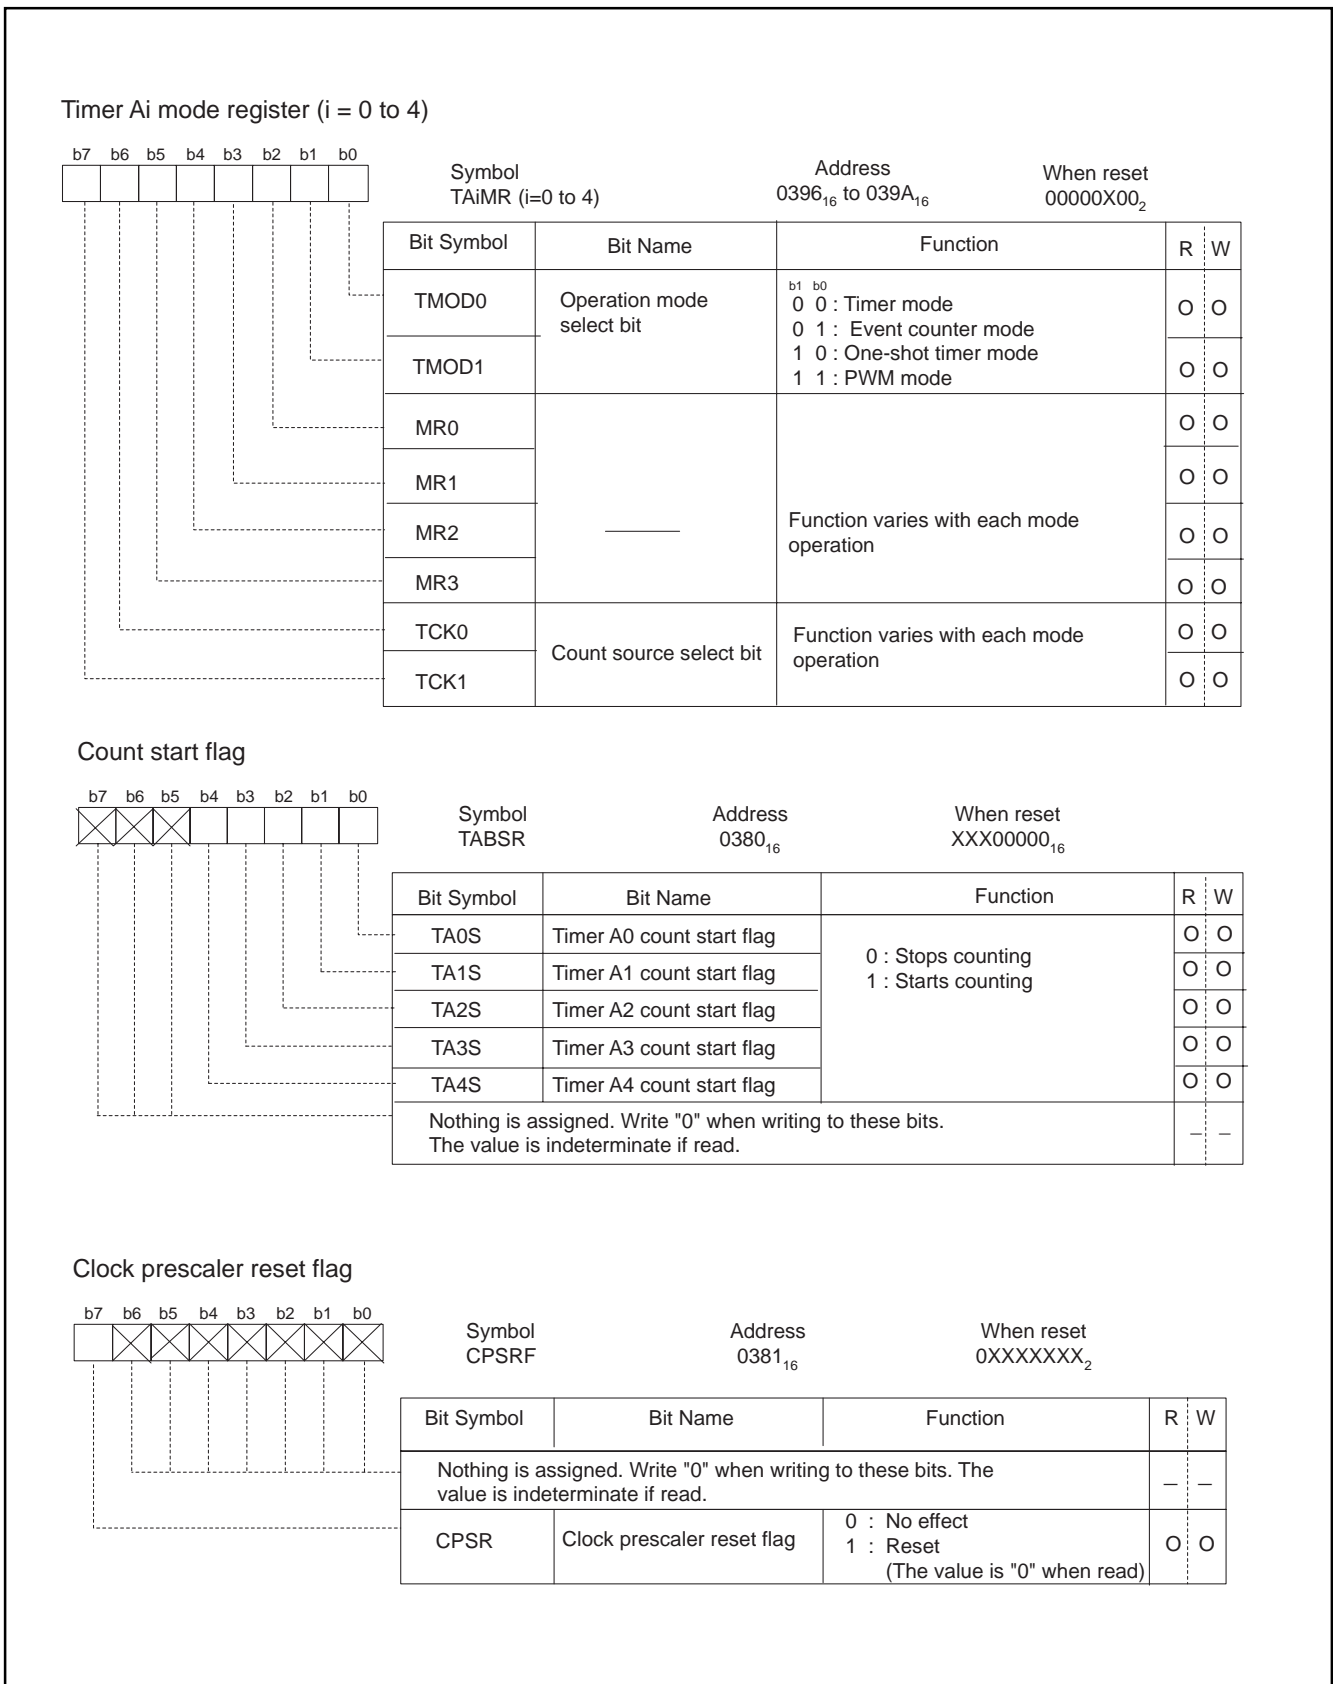 Timer Ai mode register (i = 0 to 4)
b7 b6 b5 b4 b3 b2 b1 b0
Symbol Address When reset
TAiMR (i=0 to 4) 0396₁₆ to 039A₁₆ 00000X00₂
Bit Symbol Bit Name Function R W
b1 b0
TMOD0 Operation mode select bit 0 0 : Timer mode O O
0 1 : Event counter mode
1 0 : One-shot timer mode
TMOD1 1 1 : PWM mode O O
MR0 O O
MR1 O O
MR2 —— Function varies with each mode operation O O
MR3 O O
TCK0 Count source select bit Function varies with each mode operation O O
TCK1 O O
Count start flag
b7 b6 b5 b4 b3 b2 b1 b0
Symbol Address When reset
TABSR 0380₁₆ XXX00000₁₆
Bit Symbol Bit Name Function R W
TA0S Timer A0 count start flag 0 : Stops counting O O
TA1S Timer A1 count start flag 1 : Starts counting O O
TA2S Timer A2 count start flag O O
TA3S Timer A3 count start flag O O
TA4S Timer A4 count start flag O O
Nothing is assigned. Write "0" when writing to these bits.
The value is indeterminate if read. – –
Clock prescaler reset flag
b7 b6 b5 b4 b3 b2 b1 b0
Symbol Address When reset
CPSRF 0381₁₆ 0XXXXXXX₂
Bit Symbol Bit Name Function R W
Nothing is assigned. Write "0" when writing to these bits. The
value is indeterminate if read. – –
CPSR Clock prescaler reset flag 0 : No effect O O
1 : Reset
(The value is "0" when read)